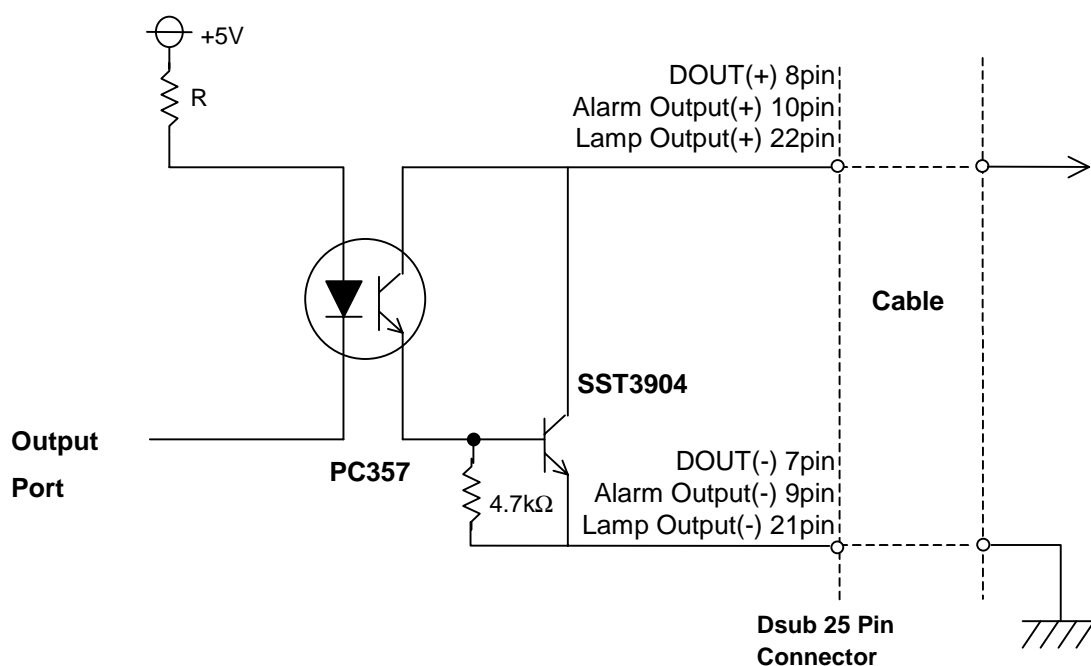 +5V
R
DOUT(+) 8pin
Alarm Output(+) 10pin
Lamp Output(+) 22pin
Cable
SST3904
Output
Port
PC357
4.7kΩ
DOUT(-) 7pin
Alarm Output(-) 9pin
Lamp Output(-) 21pin
Dsub 25 Pin
Connector